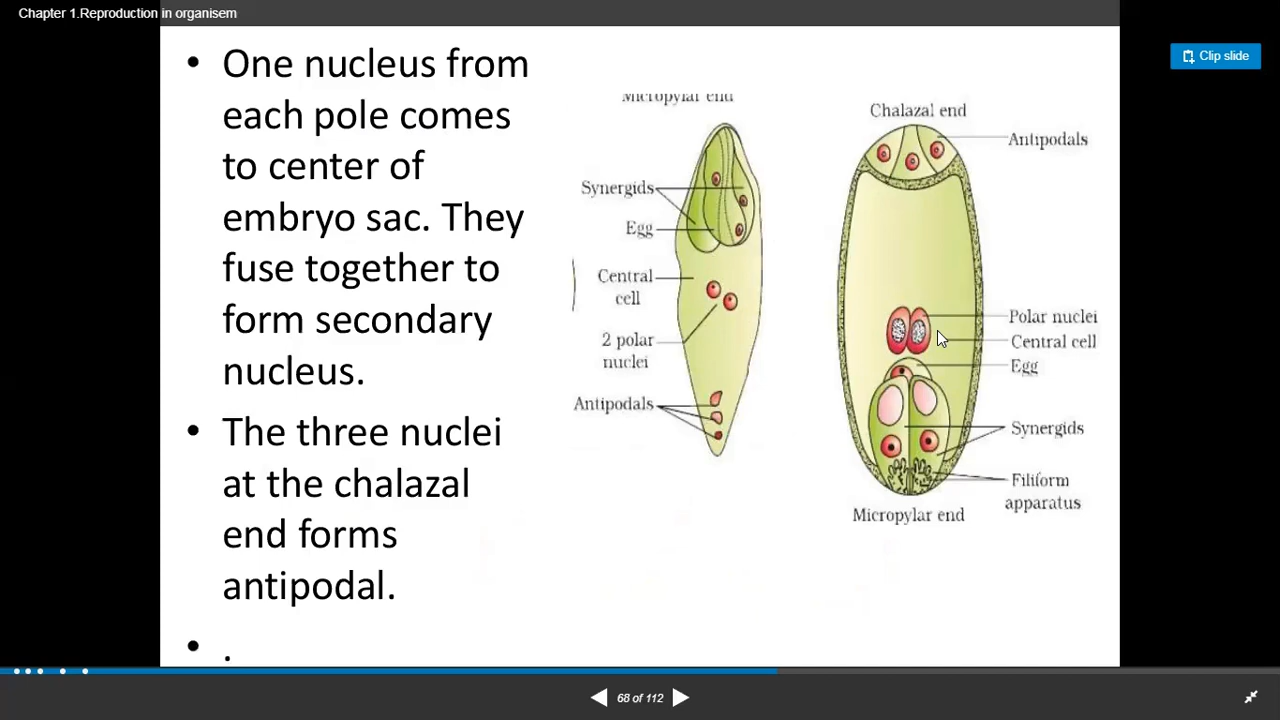 Chapter 1.Reproduction in organisem
Clip slide
• One nucleus from
each pole comes
to center of
embryo sac. They
fuse together to
form secondary
nucleus.
• The three nuclei
at the chalazal
end forms
antipodal.
• .
Micropylar end
Synergids
Egg
Central
cell
2 polar
nuclei
Antipodals
Chalazal end
Antipodals
Polar nuclei
Central cell
Egg
Synergids
Filiform
apparatus
Micropylar end
68 of 112